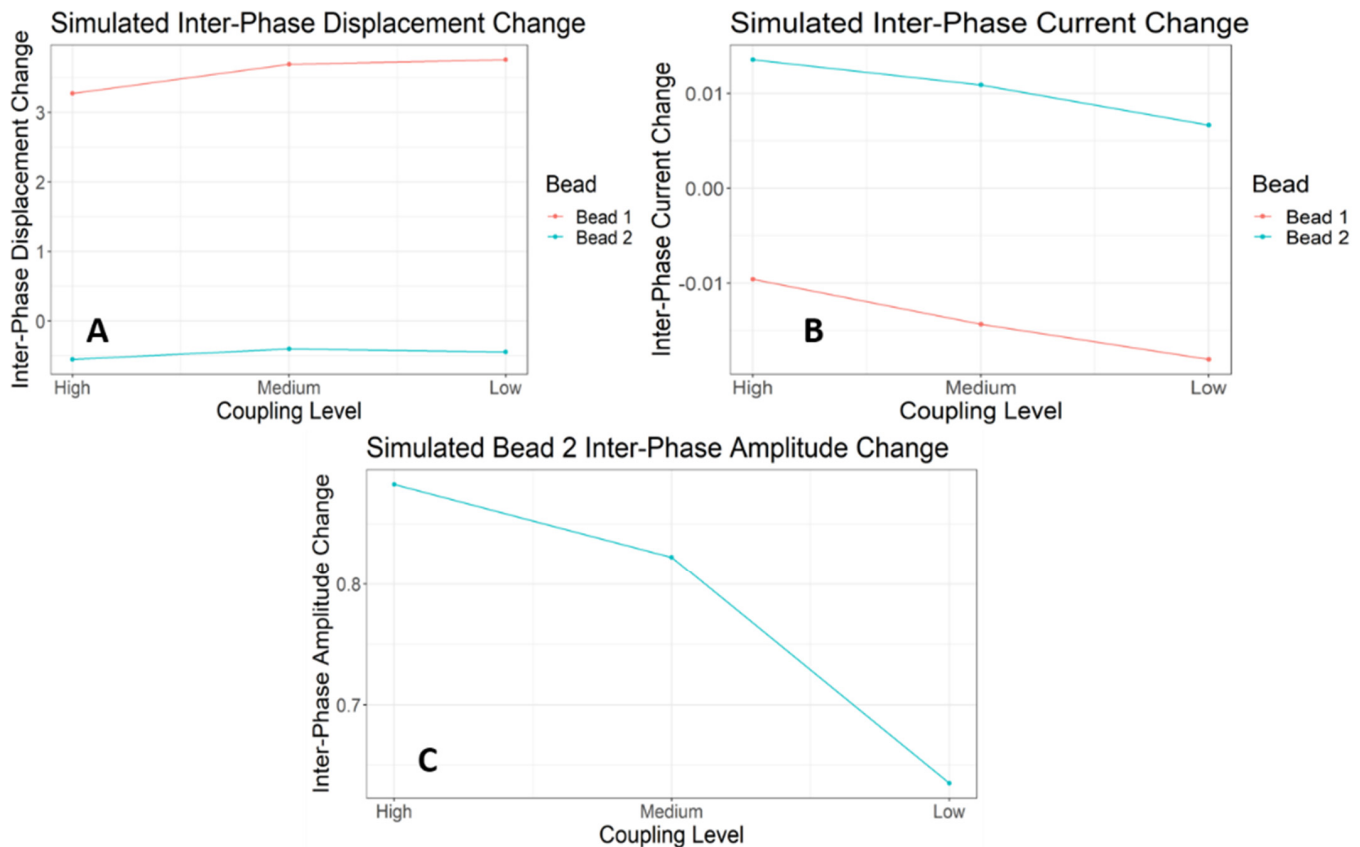 Simulated Inter-Phase Displacement Change
Inter-Phase Displacement Change
3
2
1
0
A
High
Medium
Low
Coupling Level
Bead
Bead 1
Bead 2
Simulated Inter-Phase Current Change
Inter-Phase Current Change
0.01
0.00
-0.01
B
High
Medium
Low
Coupling Level
Bead
Bead 1
Bead 2
Simulated Bead 2 Inter-Phase Amplitude Change
Inter-Phase Amplitude Change
0.8
0.7
C
High
Medium
Low
Coupling Level